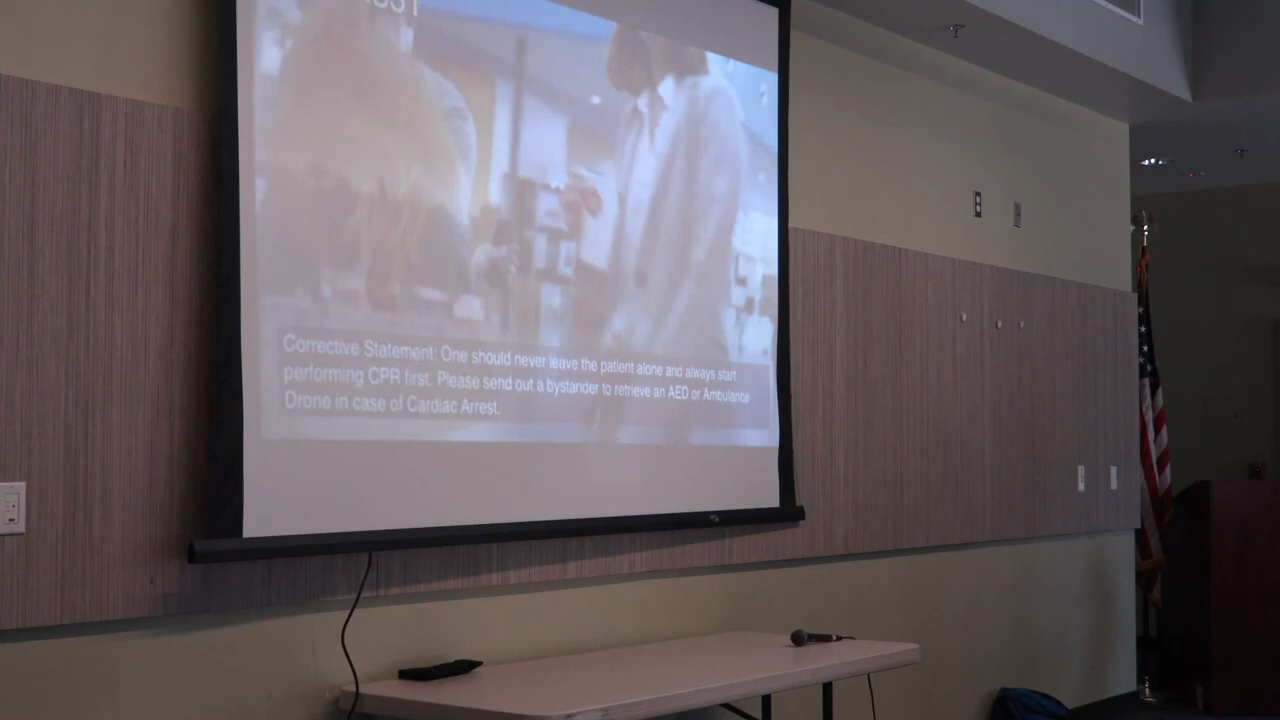 Corrective Statement: One should never leave the patient alone and always start
performing CPR first. Please send out a bystander to retrieve an AED or Ambulance
Drone in case of Cardiac Arrest.